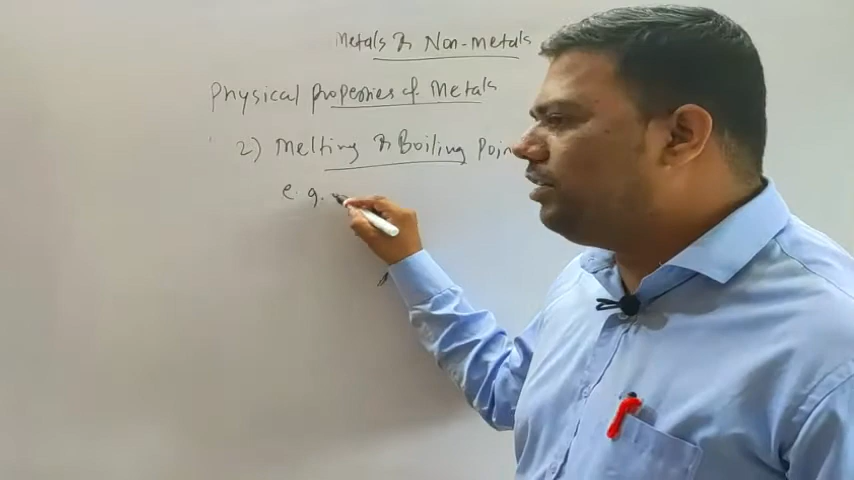 Metals & Non-Metals
Physical properties of Metals
2) Melting & Boiling Poin
e.g.